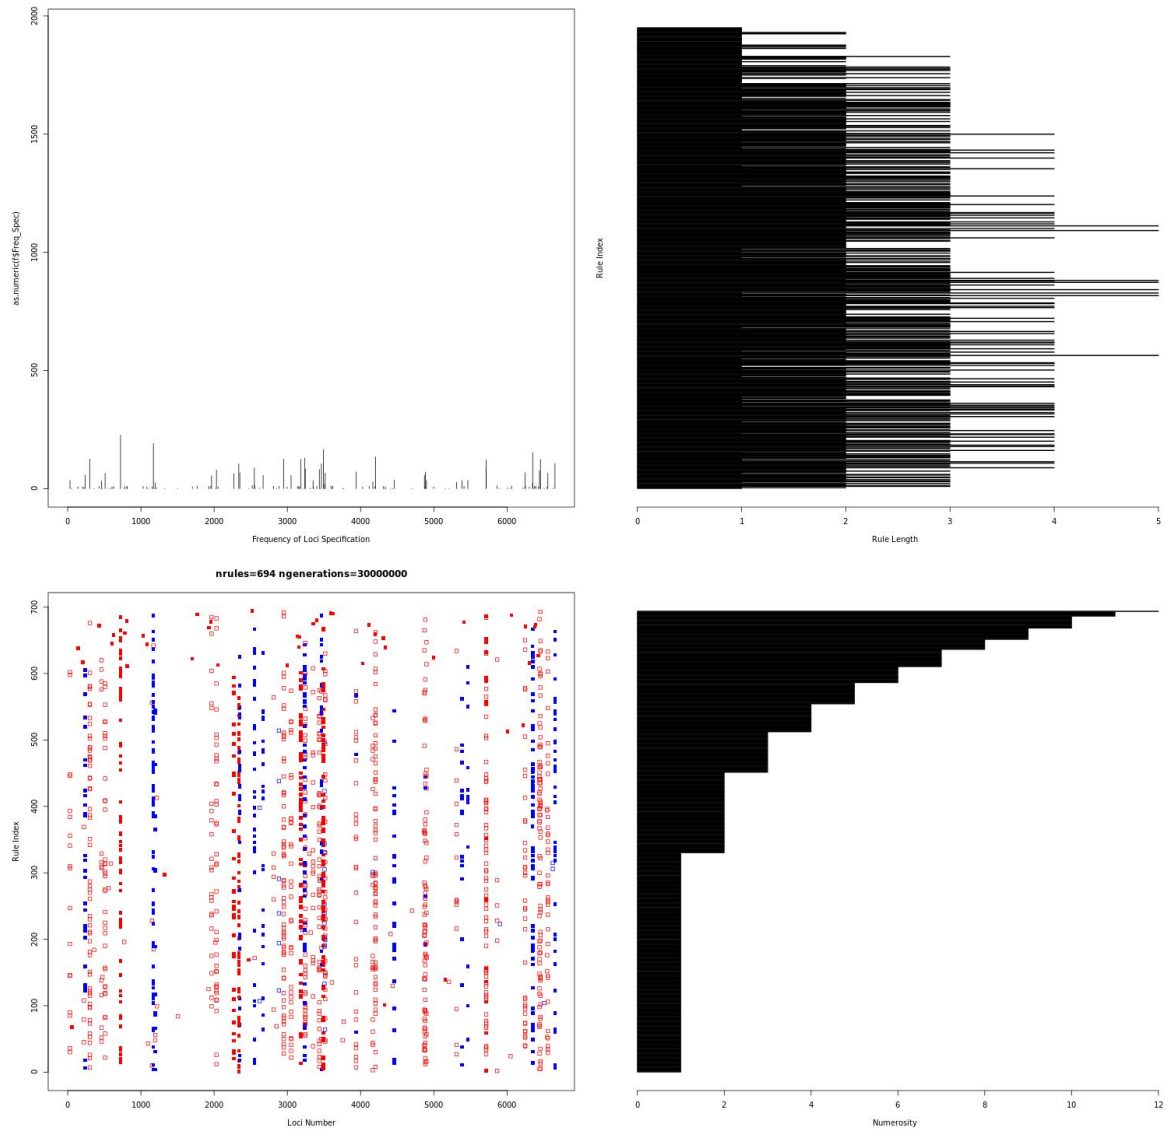 as.numeric(f$Freq_Spec)
2000
1500
1000
500
0
0 1000 2000 3000 4000 5000 6000
Frequency of Loci Specification
Rule Index
0 1 2 3 4 5
Rule Length
nrules=694 ngenerations=30000000
Rule Index
700
600
500
400
300
200
100
0
0 1000 2000 3000 4000 5000 6000
Loci Number
0 2 4 6 8 10 12
Numerosity